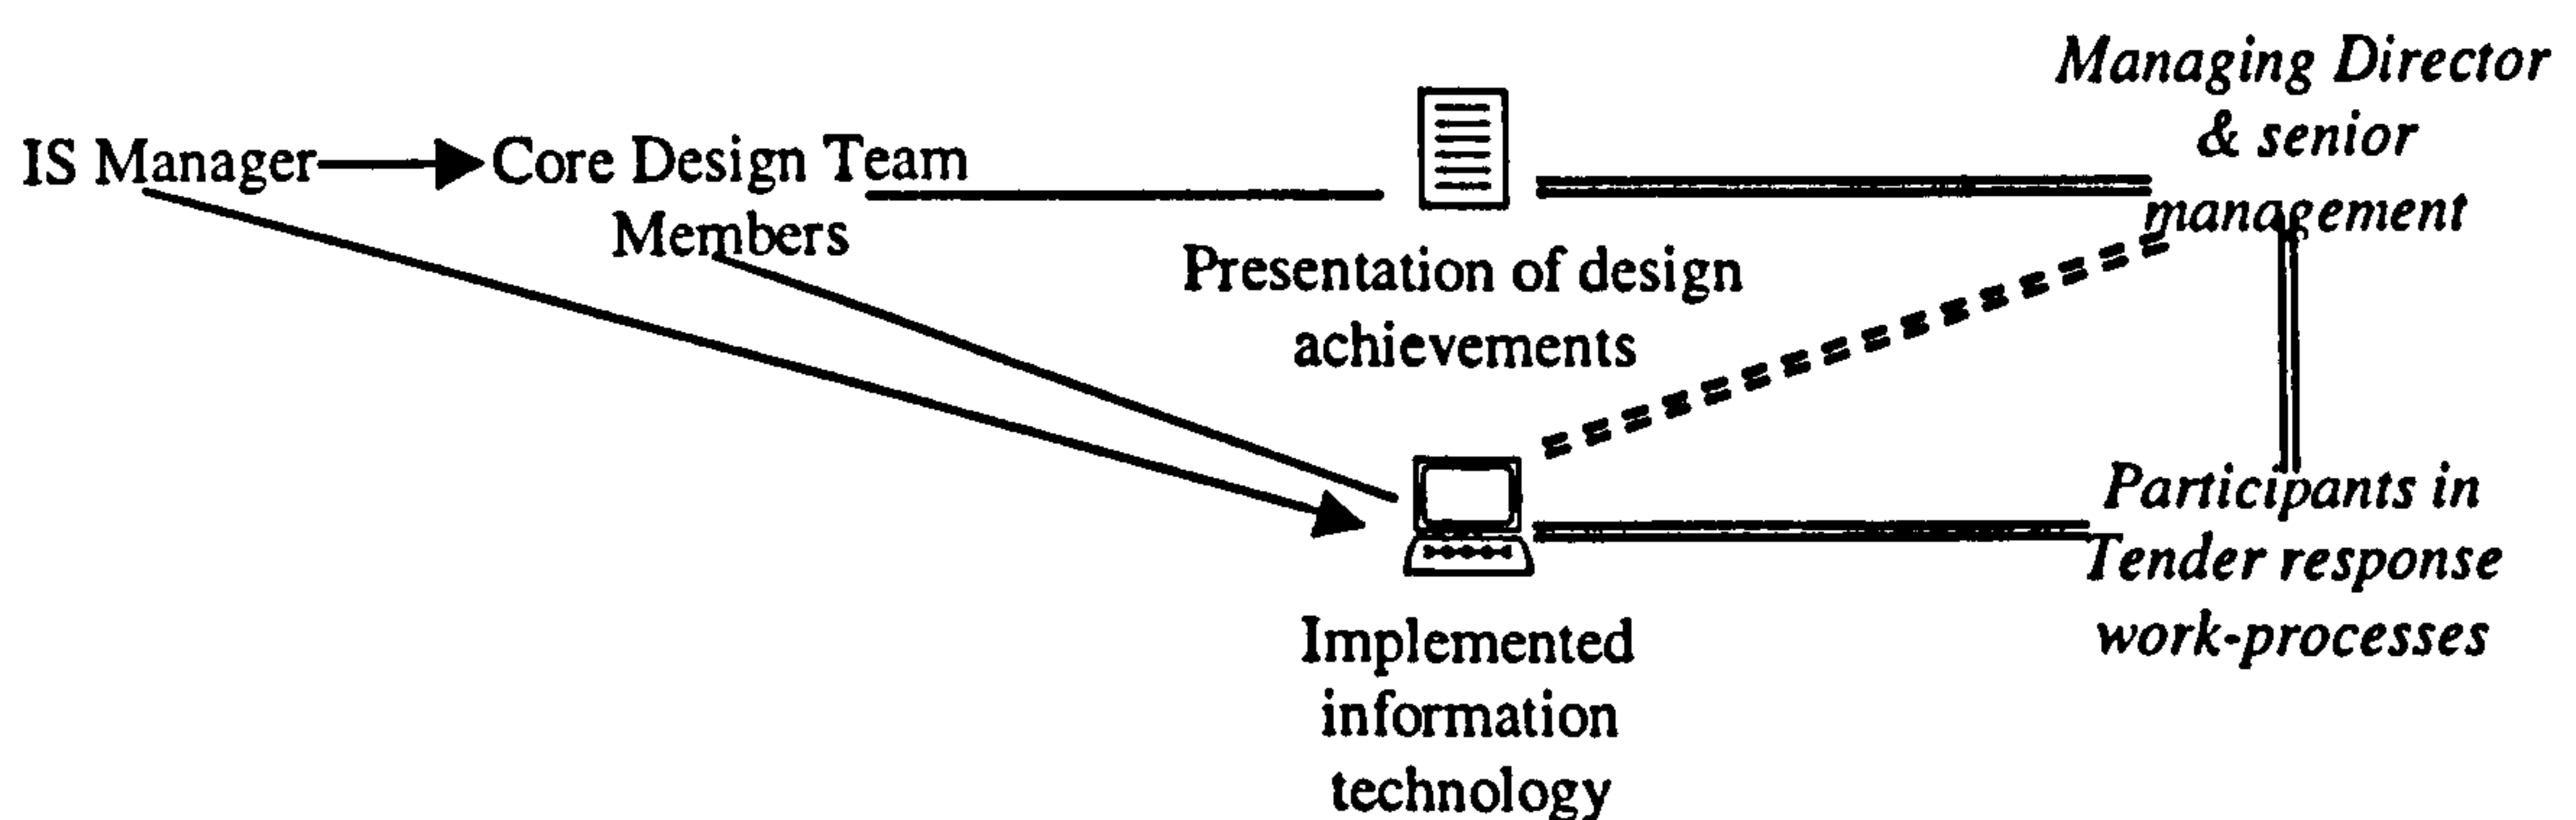 IS Manager
Core Design Team
Members
Presentation of design
achievements
Managing Director
& senior
management
Implemented
information
technology
Participants in
Tender response
work-processes